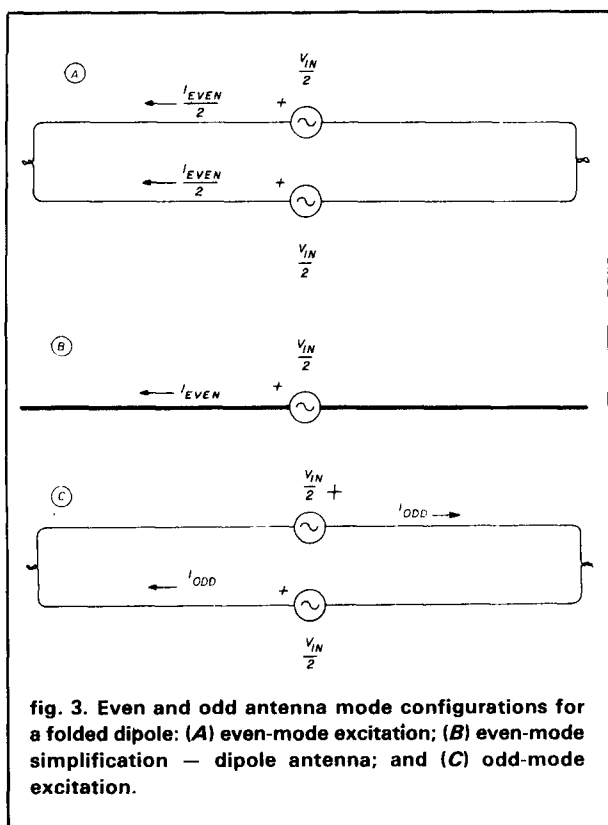 A
V_IN
2
I_EVEN
2
+
I_EVEN
2
+
V_IN
2
B
V_IN
2
I_EVEN
+
C
V_IN
2
+
I_ODD
I_ODD
+
V_IN
2
fig. 3. Even and odd antenna mode configurations for
a folded dipole: (A) even-mode excitation; (B) even-mode
simplification — dipole antenna; and (C) odd-mode
excitation.